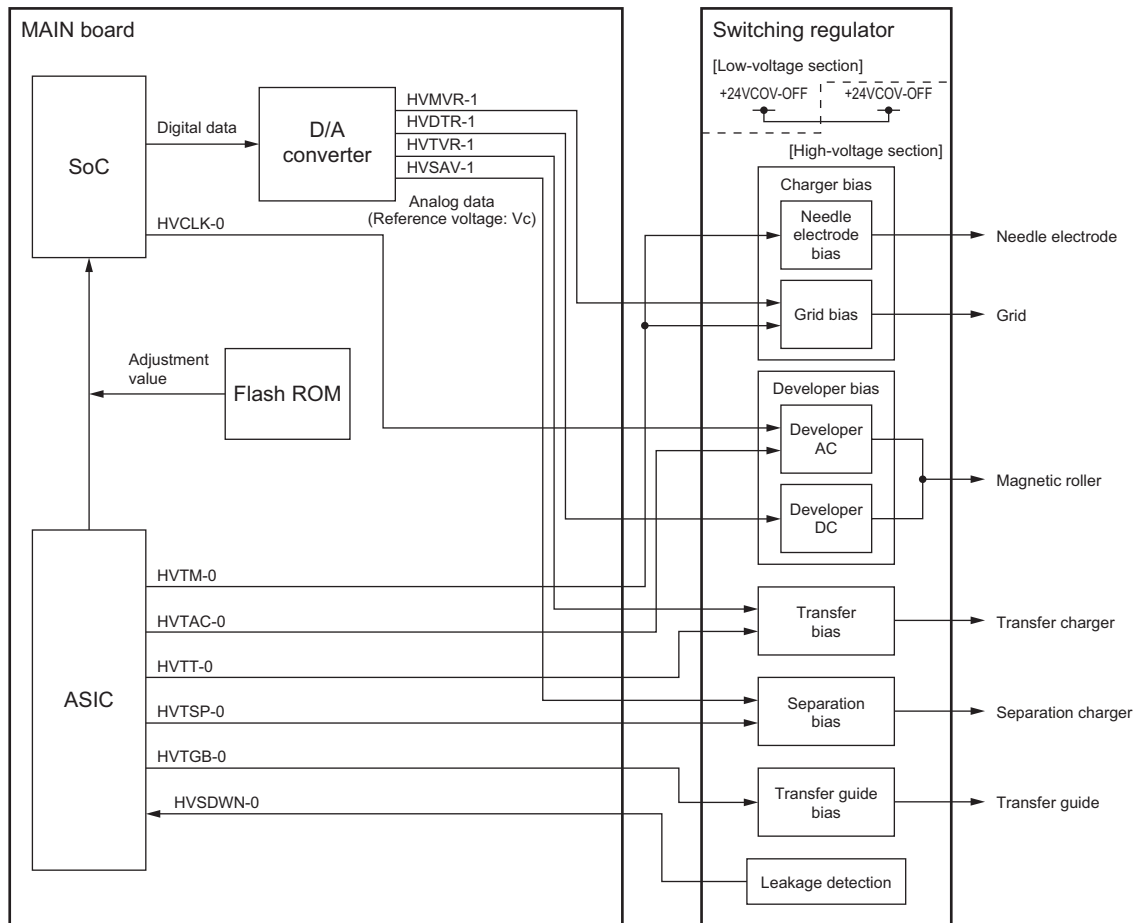 MAIN board
Switching regulator
[Low-voltage section]
+24VCOV-OFF
+24VCOV-OFF
[High-voltage section]
SoC
Digital data
D/A
converter
HVMVR-1
HVDTR-1
HVTVR-1
HVSAV-1
Analog data
(Reference voltage: Vc)
HVCLK-0
Charger bias
Needle
electrode
bias
Needle electrode
Grid bias
Grid
Adjustment
value
Flash ROM
Developer bias
Developer
AC
Developer
DC
Magnetic roller
ASIC
HVTM-0
HVTAC-0
HVTT-0
HVTSP-0
HVTGB-0
HVSDWN-0
Transfer
bias
Transfer charger
Separation
bias
Separation charger
Transfer guide
bias
Transfer guide
Leakage detection